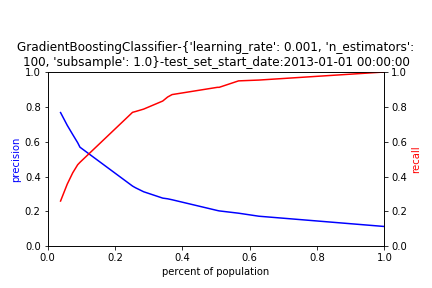 GradientBoostingClassifier-{'learning_rate': 0.001, 'n_estimators':
100, 'subsample': 1.0}-test_set_start_date:2013-01-01 00:00:00
1.0
0.8
0.6
0.4
0.2
0.0
precision
1.0
0.8
0.6
0.4
0.2
0.0
recall
0.0 0.2 0.4 0.6 0.8 1.0
percent of population